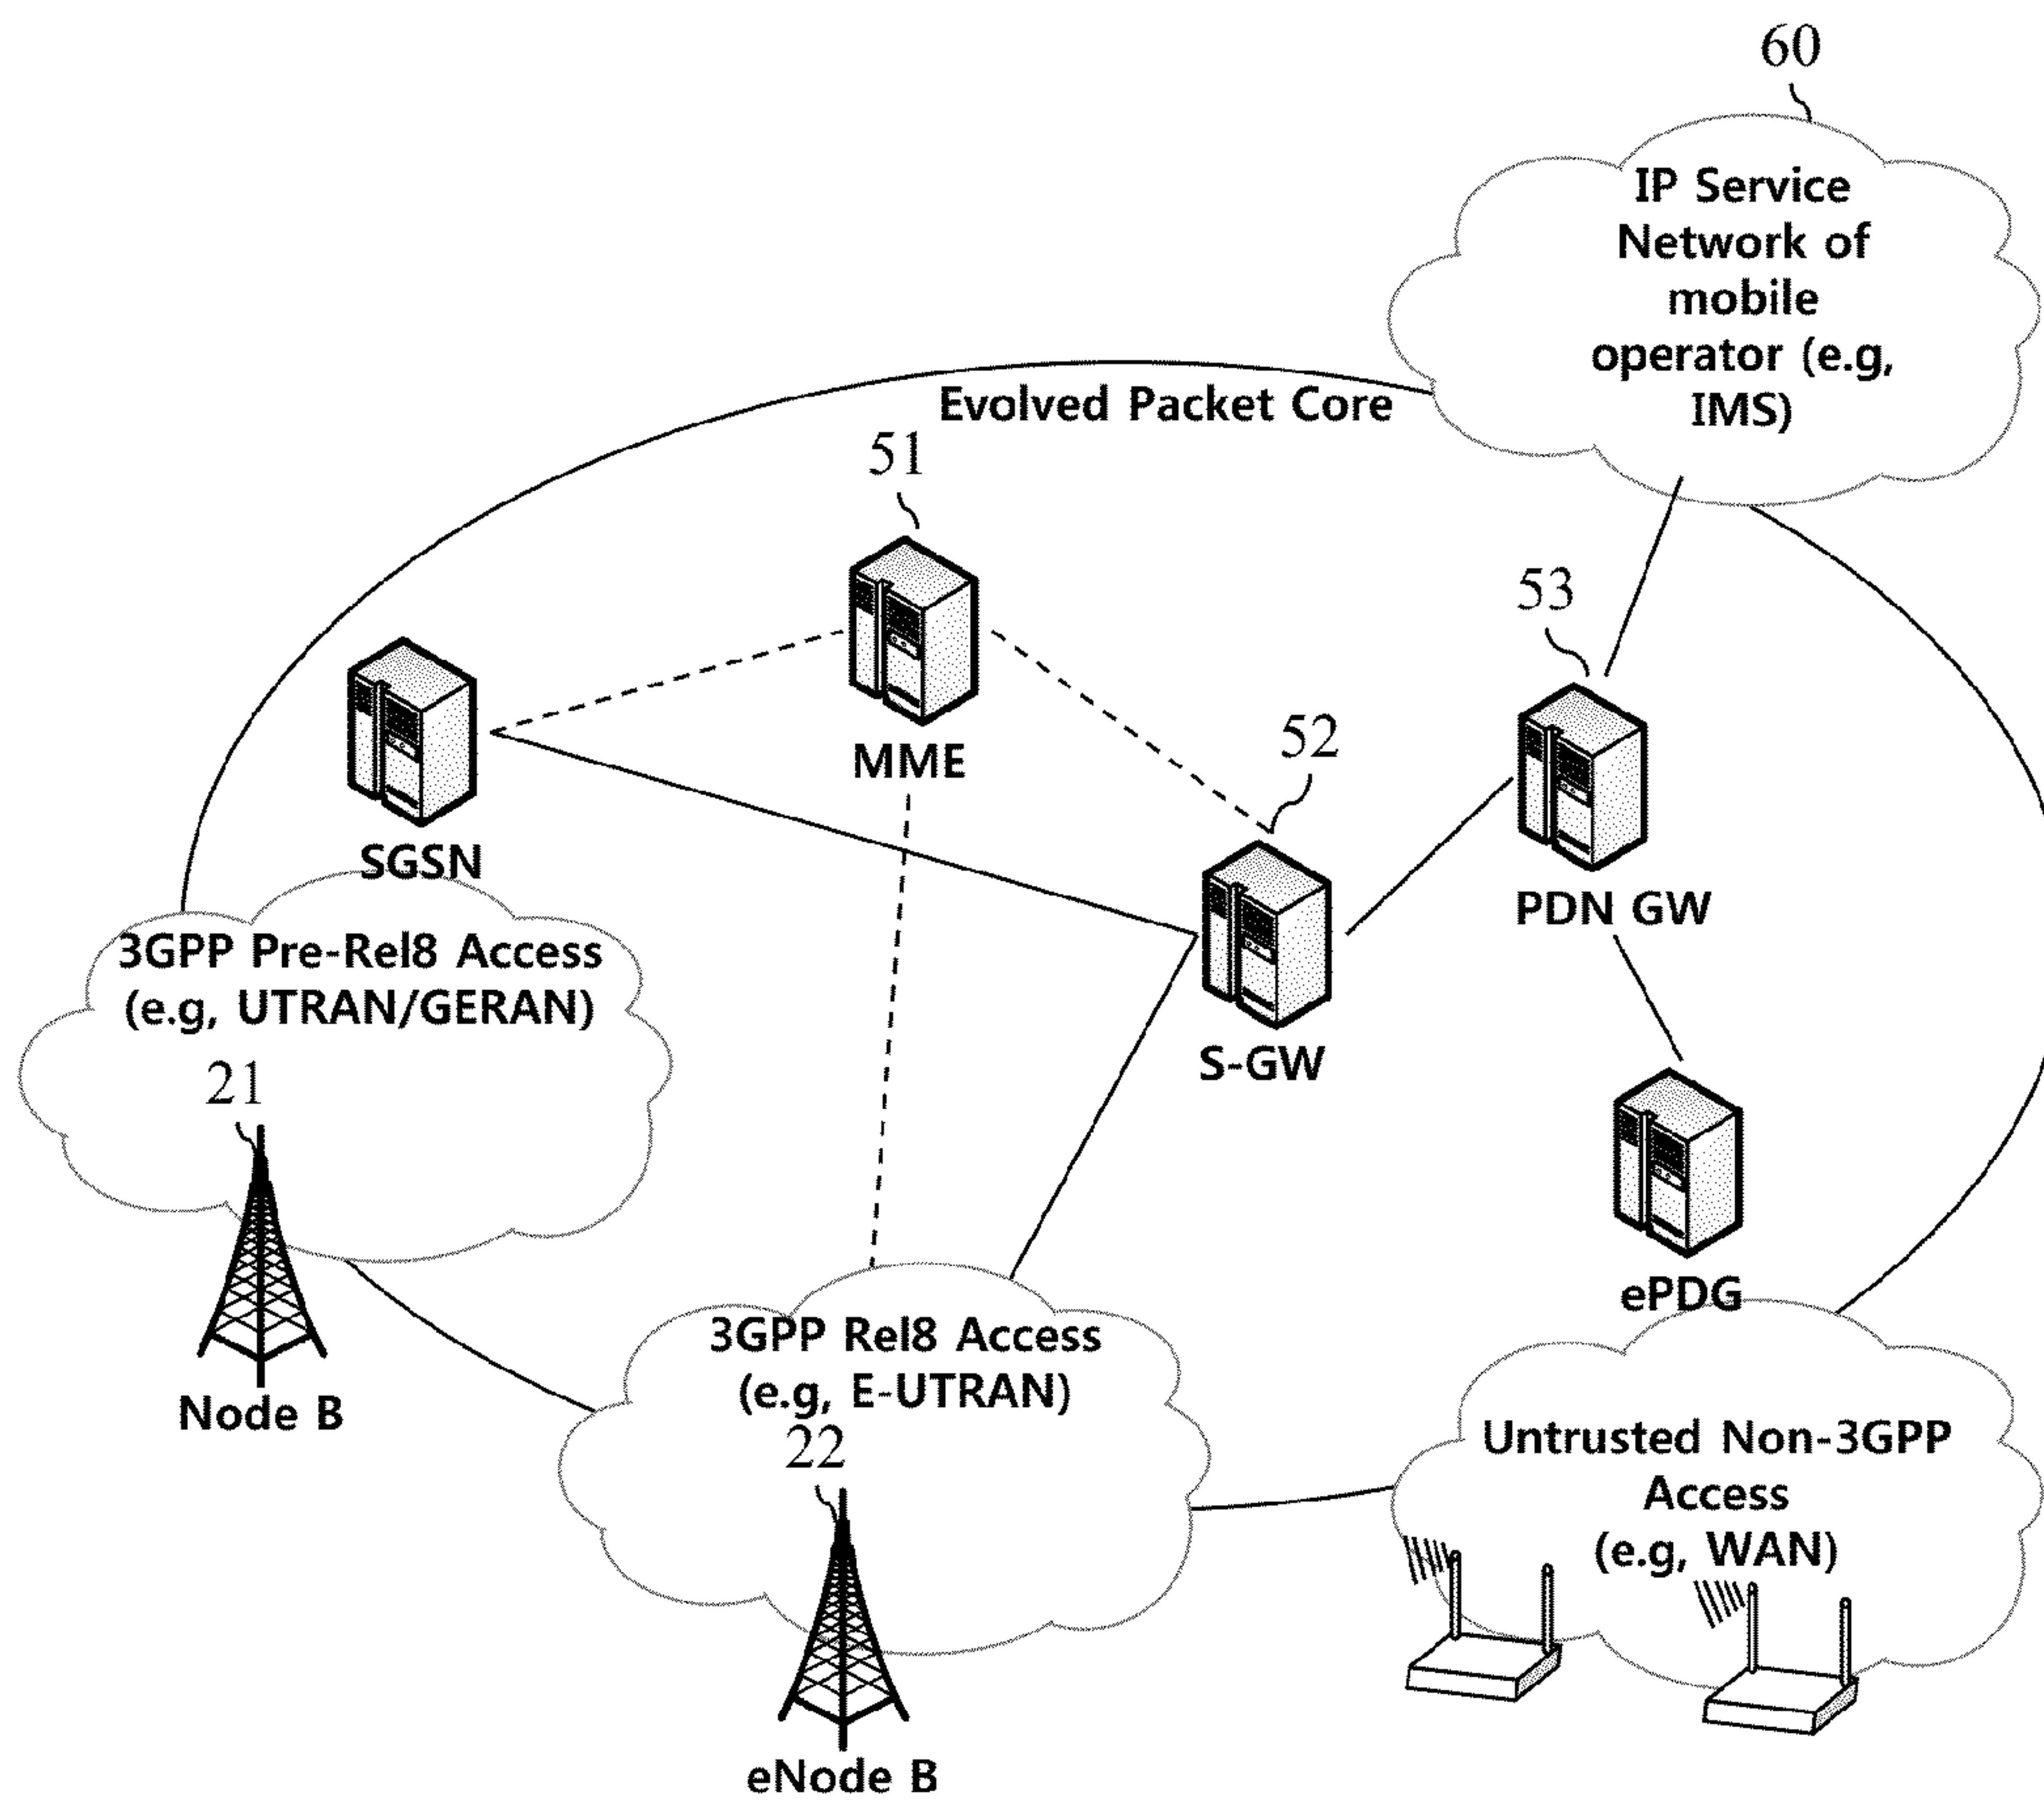 60
IP Service
Network of
mobile
operator (e.g,
IMS)
Evolved Packet Core
51
53
MME
52
SGSN
PDN GW
3GPP Pre-Rel8 Access
(e.g, UTRAN/GERAN)
S-GW
21
ePDG
3GPP Rel8 Access
(e.g, E-UTRAN)
Node B
22
Untrusted Non-3GPP
Access
(e.g, WAN)
eNode B